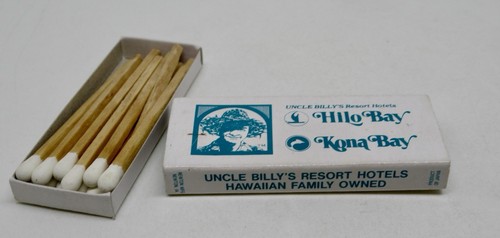 UNCLE BILLY'S Resort Hotels
Hilo Bay
Kona Bay
UNCLE BILLY'S RESORT HOTELS
HAWAIIAN FAMILY OWNED